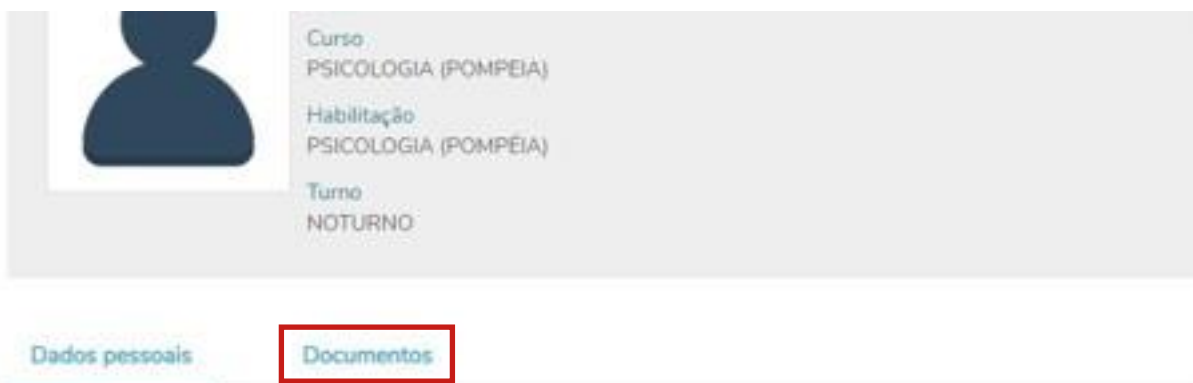 Curso
PSICOLOGIA (POMPEIA)
Habilitação
PSICOLOGIA (POMPÉIA)
Turno
NOTURNO
Dados pessoais Documentos